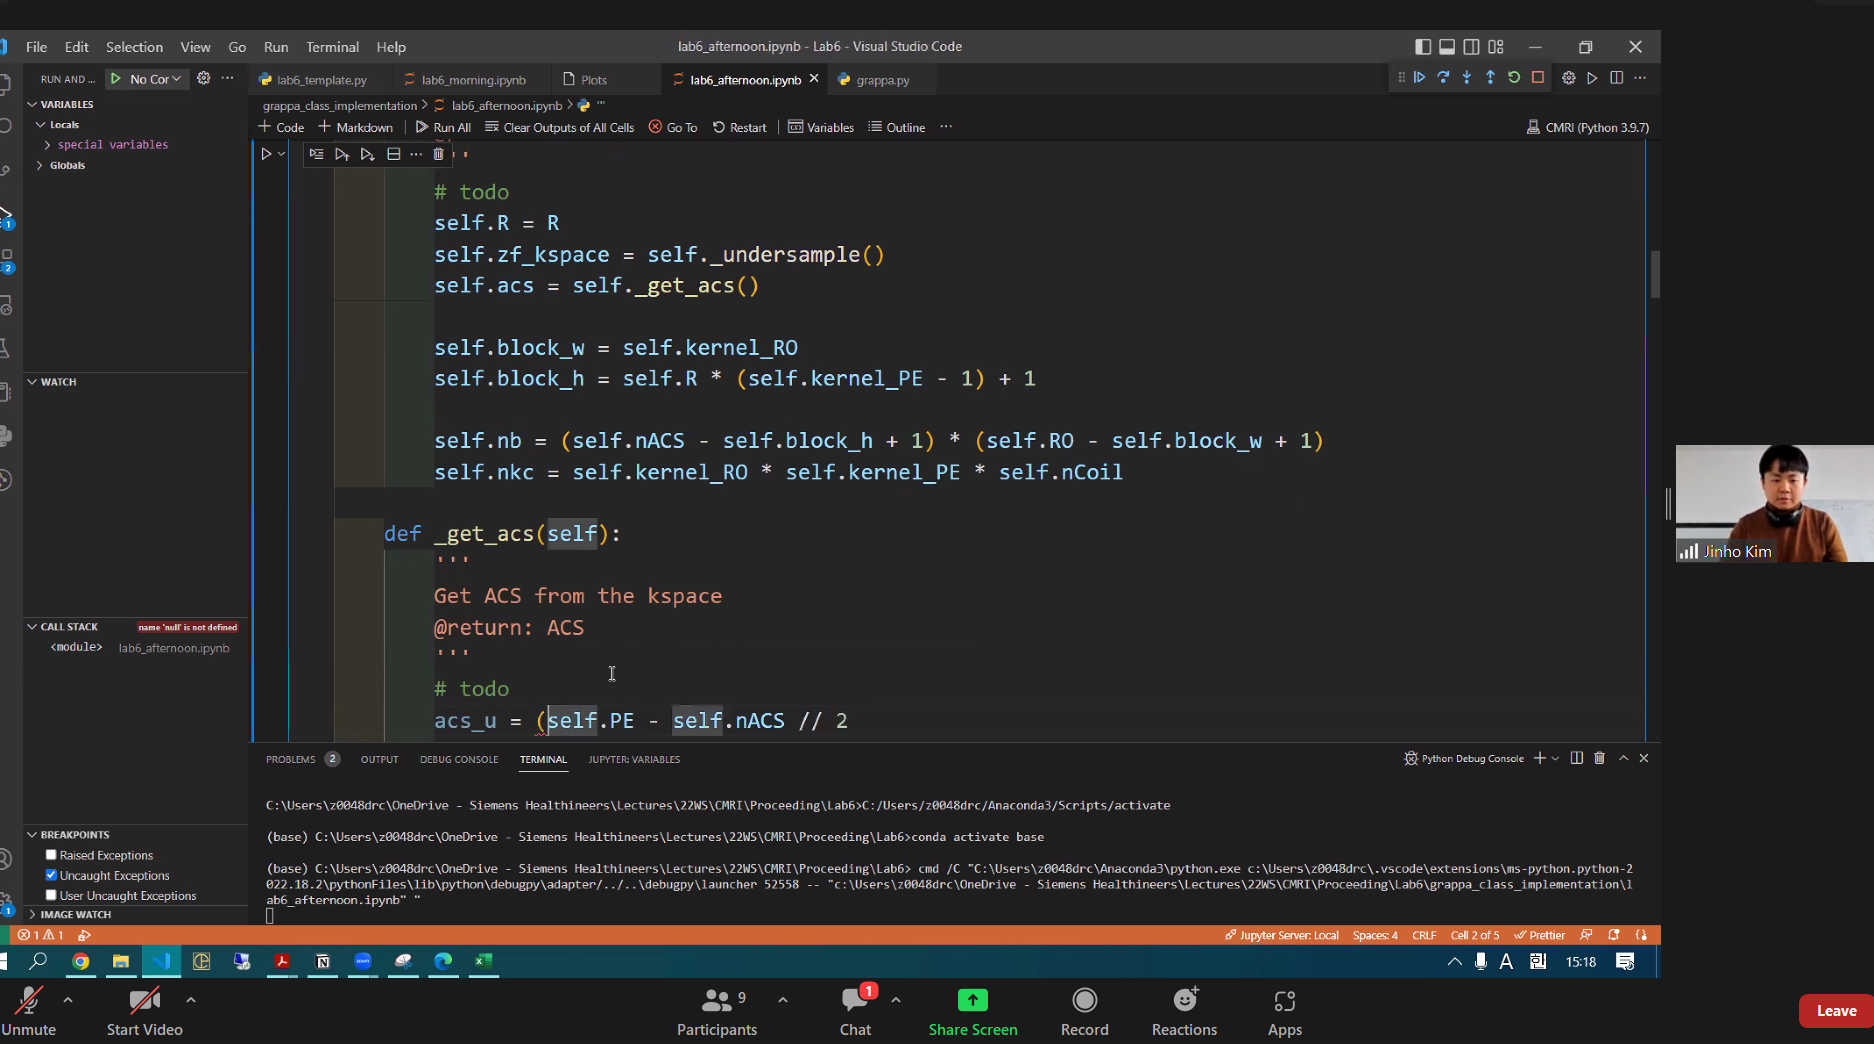 File Edit Selection View Go Run Terminal Help
lab6_afternoon.ipynb - Lab6 - Visual Studio Code
RUN AND ... No Cor
lab6_template.py lab6_morning.ipynb Plots lab6_afternoon.ipynb grappa.py
VARIABLES
Locals
special variables
Globals
grappa_class_implementation > lab6_afternoon.ipynb > '''
+ Code + Markdown Run All Clear Outputs of All Cells Go To Restart Variables Outline ...
CMRI (Python 3.9.7)
'''
# todo
self.R = R
self.zf_kspace = self._undersample()
self.acs = self._get_acs()
self.block_w = self.kernel_RO
self.block_h = self.R * (self.kernel_PE - 1) + 1
self.nb = (self.nACS - self.block_h + 1) * (self.RO - self.block_w + 1)
self.nkc = self.kernel_RO * self.kernel_PE * self.nCoil
def _get_acs(self):
'''
Get ACS from the kspace
@return: ACS
'''
# todo
acs_u = (self.PE - self.nACS // 2
WATCH
CALL STACK name 'null' is not defined
<module> lab6_afternoon.ipynb
BREAKPOINTS
Raised Exceptions
Uncaught Exceptions
User Uncaught Exceptions
IMAGE WATCH
PROBLEMS 2 OUTPUT DEBUG CONSOLE TERMINAL JUPYTER: VARIABLES
Python Debug Console
C:\Users\z0048drc\OneDrive - Siemens Healthineers\Lectures\22WS\CMRI\Proceeding\Lab6>C:/Users/z0048drc/Anaconda3/Scripts/activate
(base) C:\Users\z0048drc\OneDrive - Siemens Healthineers\Lectures\22WS\CMRI\Proceeding\Lab6>conda activate base
(base) C:\Users\z0048drc\OneDrive - Siemens Healthineers\Lectures\22WS\CMRI\Proceeding\Lab6> cmd /C "C:\Users\z0048drc\Anaconda3\python.exe c:\Users\z0048drc\.vscode\extensions\ms-python.python-2
022.18.2\pythonFiles\lib\python\debugpy\adapter/../..\debugpy\launcher 52558 -- "c:\Users\z0048drc\OneDrive - Siemens Healthineers\Lectures\22WS\CMRI\Proceeding\Lab6\grappa_class_implementation\l
ab6_afternoon.ipynb" "
1 1
Jupyter Server: Local Spaces: 4 CRLF Cell 2 of 5 Prettier
A 한 15:18
Jinho Kim
Unmute Start Video Participants 9 Chat 1 Share Screen Record Reactions Apps Leave